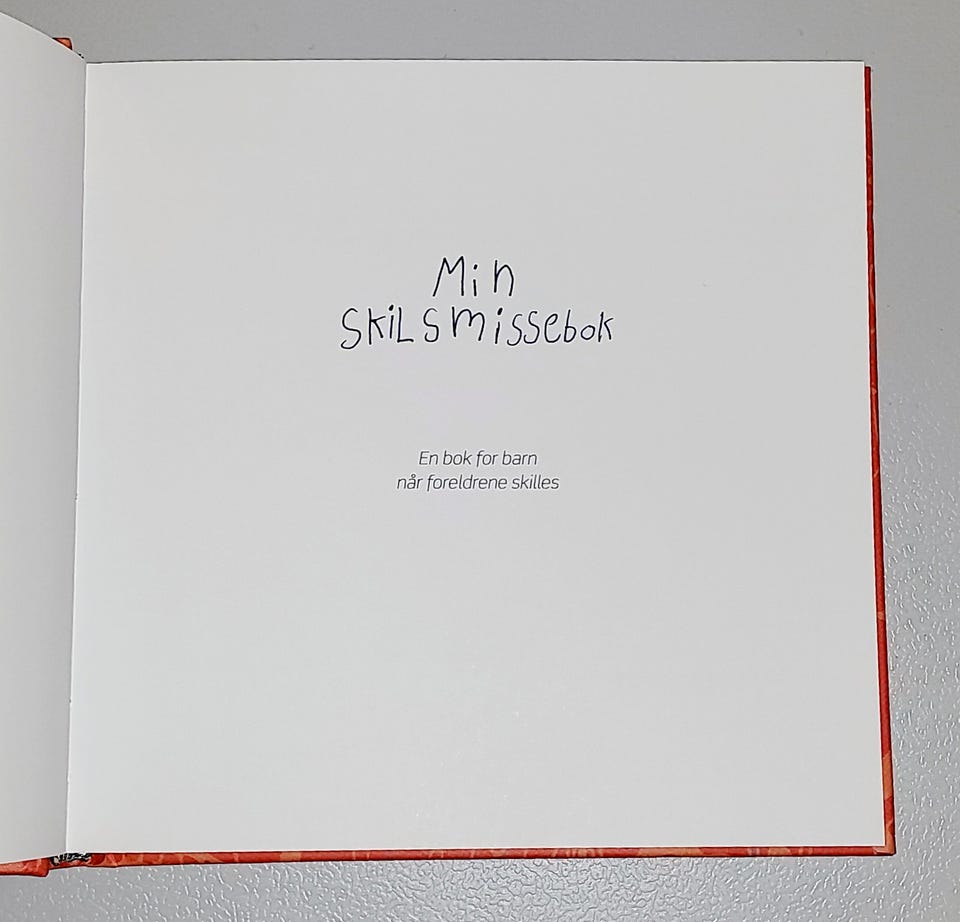 Min
SkiLSmissebok
En bok for barn
når foreldrene skilles